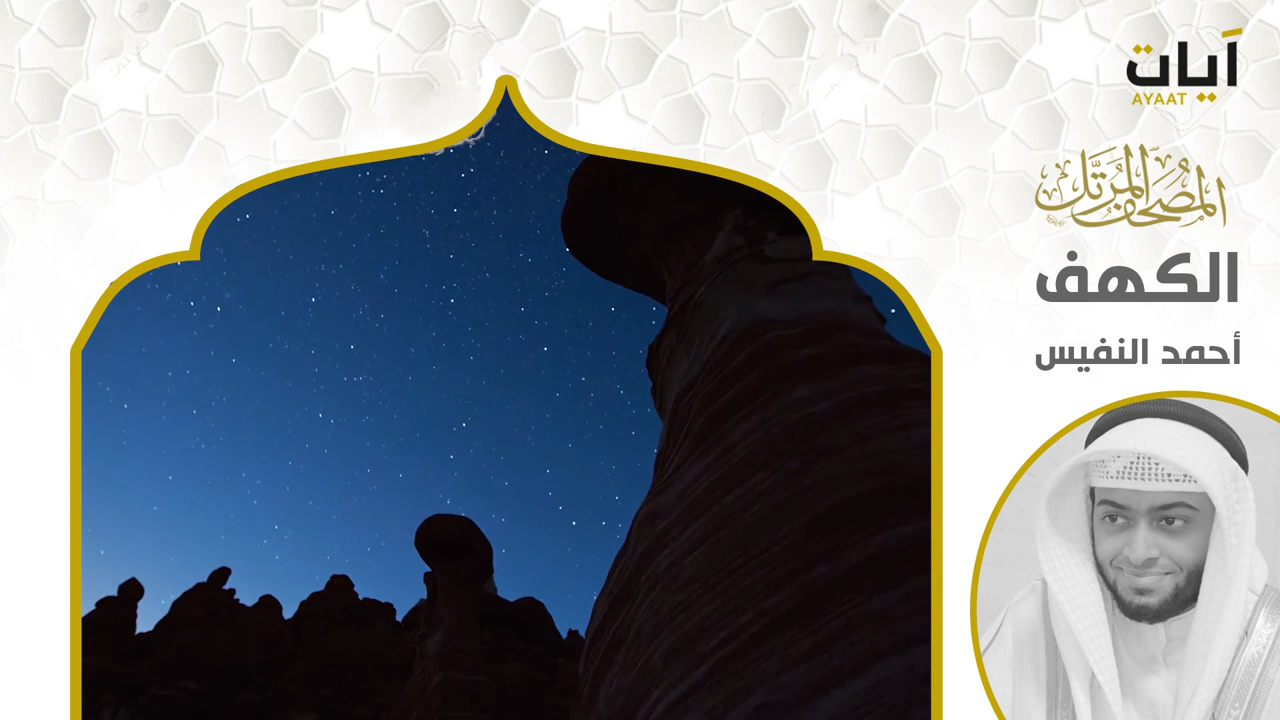 آيات
AYAAT
المصحف المرتل
الكهف
أحمد النفيس